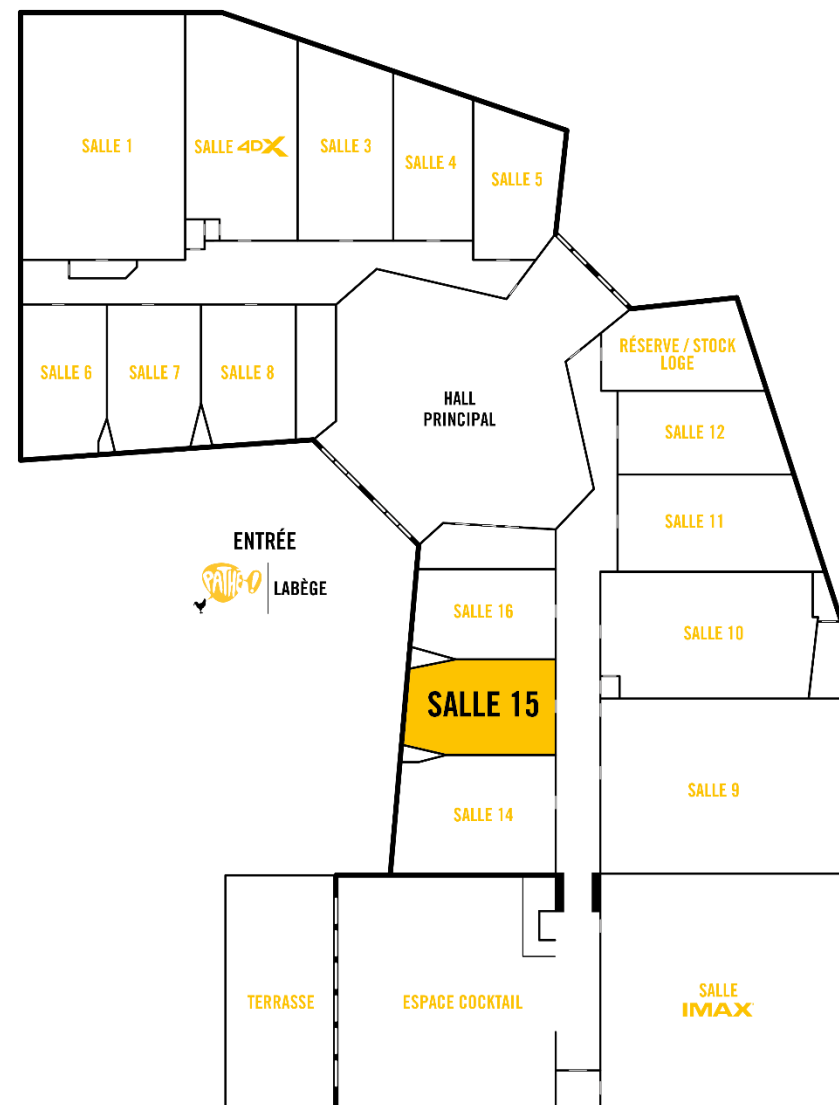 SALLE 1
SALLE 4DX
SALLE 3
SALLE 4
SALLE 5
SALLE 6
SALLE 7
SALLE 8
HALL
PRINCIPAL
RÉSERVE / STOCK
LOGE
SALLE 12
SALLE 11
ENTRÉE
PATHÉ
LABÈGE
SALLE 16
SALLE 10
SALLE 15
SALLE 9
SALLE 14
TERRASSE
ESPACE COCKTAIL
SALLE
IMAX